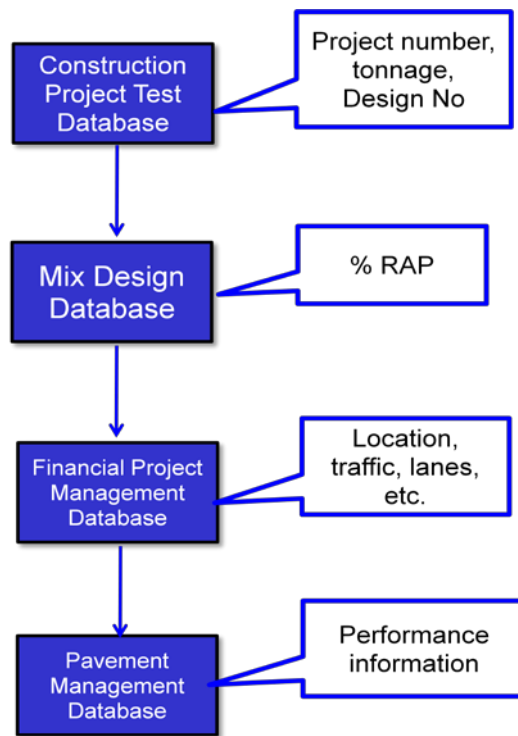 Construction
Project Test
Database
Project number,
tonnage,
Design No
Mix Design
Database
% RAP
Financial Project
Management
Database
Location,
traffic, lanes,
etc.
Pavement
Management
Database
Performance
information